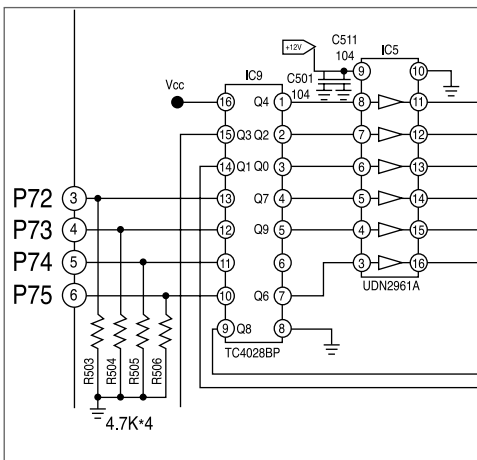 +12V
C511
104
IC5
C501
104
IC9
Vcc
9 10
16 Q4 1 8 11
15 Q3 Q2 2 7 12
14 Q1 Q0 3 6 13
P72 3 13 Q7 4 5 14
P73 4 12 Q9 5 4 15
P74 5 11 6 3 16
P75 6 10 Q6 7 UDN2961A
9 Q8 8
TC4028BP
R503
R504
R505
R506
4.7K*4